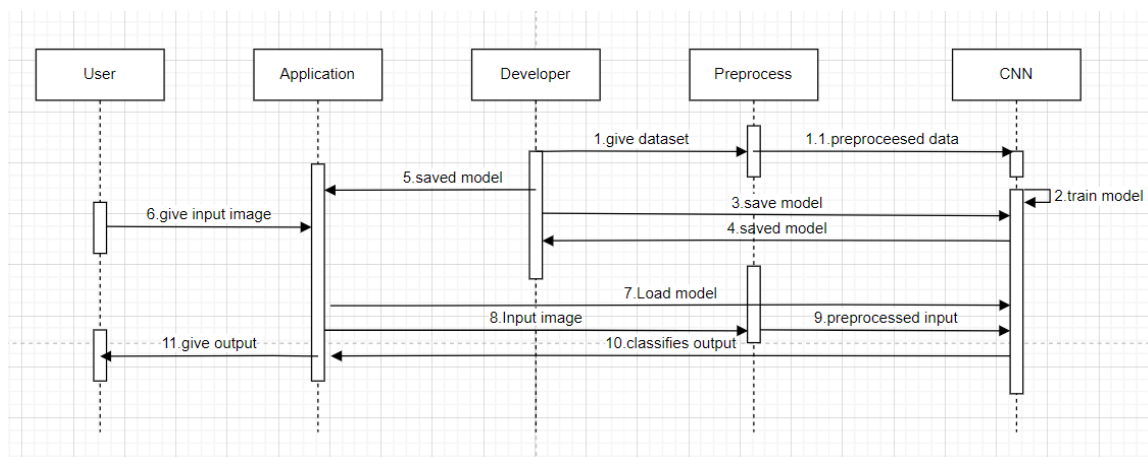 User
Application
Developer
Preprocess
CNN
1.give dataset
1.1.preproceesed data
5.saved model
2.train model
3.save model
6.give input image
4.saved model
7.Load model
8.Input image
9.preprocessed input
11.give output
10.classifies output